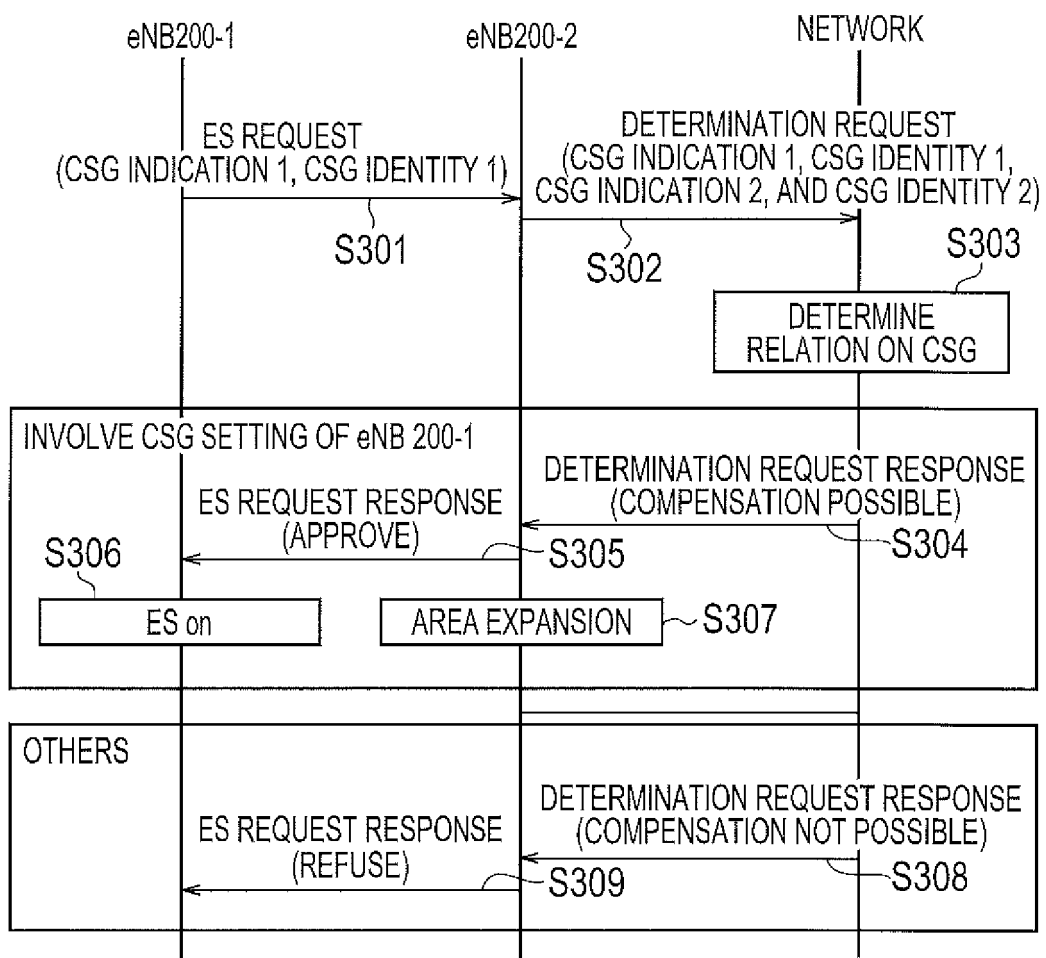 eNB200-1
eNB200-2
NETWORK
ES REQUEST
(CSG INDICATION 1, CSG IDENTITY 1)
S301
DETERMINATION REQUEST
(CSG INDICATION 1, CSG IDENTITY 1,
CSG INDICATION 2, AND CSG IDENTITY 2)
S302
S303
DETERMINE
RELATION ON CSG
INVOLVE CSG SETTING OF eNB 200-1
DETERMINATION REQUEST RESPONSE
(COMPENSATION POSSIBLE)
S304
ES REQUEST RESPONSE
(APPROVE)
S305
S306
ES on
AREA EXPANSION
S307
OTHERS
DETERMINATION REQUEST RESPONSE
(COMPENSATION NOT POSSIBLE)
S308
ES REQUEST RESPONSE
(REFUSE)
S309